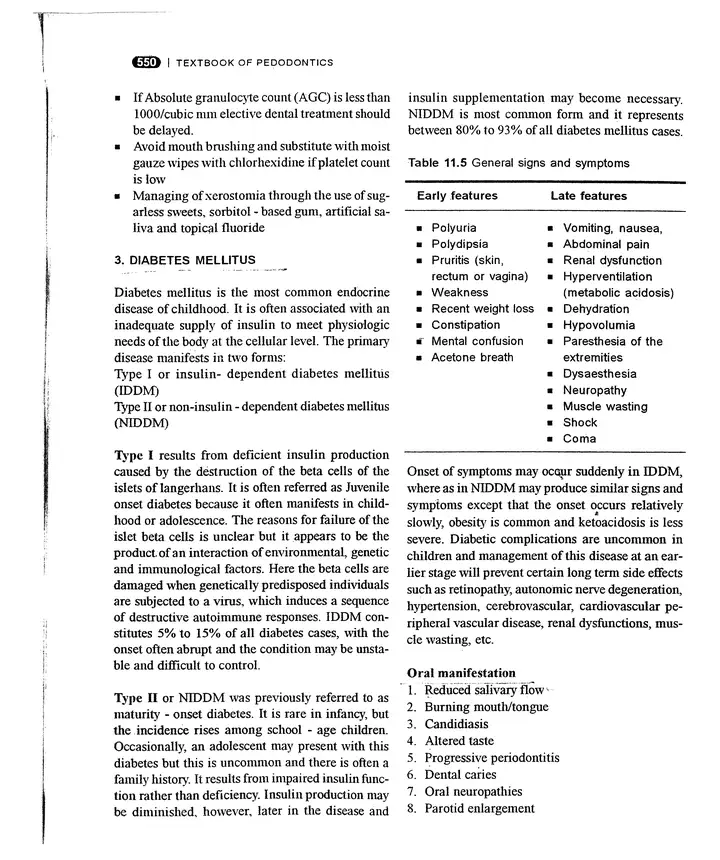 550 | TEXTBOOK OF PEDODONTICS
▪ If Absolute granulocyte count (AGC) is less than
1000/cubic mm elective dental treatment should
be delayed.
▪ Avoid mouth brushing and substitute with moist
gauze wipes with chlorhexidine if platelet count
is low
▪ Managing of xerostomia through the use of sug-
arless sweets, sorbitol - based gum, artificial sa-
liva and topical fluoride
3. DIABETES MELLITUS
Diabetes mellitus is the most common endocrine
disease of childhood. It is often associated with an
inadequate supply of insulin to meet physiologic
needs of the body at the cellular level. The primary
disease manifests in two forms:
Type I or insulin- dependent diabetes mellitus
(IDDM)
Type II or non-insulin - dependent diabetes mellitus
(NIDDM)
Type I results from deficient insulin production
caused by the destruction of the beta cells of the
islets of langerhans. It is often referred as Juvenile
onset diabetes because it often manifests in child-
hood or adolescence. The reasons for failure of the
islet beta cells is unclear but it appears to be the
product of an interaction of environmental, genetic
and immunological factors. Here the beta cells are
damaged when genetically predisposed individuals
are subjected to a virus, which induces a sequence
of destructive autoimmune responses. IDDM con-
stitutes 5% to 15% of all diabetes cases, with the
onset often abrupt and the condition may be unsta-
ble and difficult to control.
Type II or NIDDM was previously referred to as
maturity - onset diabetes. It is rare in infancy, but
the incidence rises among school - age children.
Occasionally, an adolescent may present with this
diabetes but this is uncommon and there is often a
family history. It results from impaired insulin func-
tion rather than deficiency. Insulin production may
be diminished, however, later in the disease and
insulin supplementation may become necessary.
NIDDM is most common form and it represents
between 80% to 93% of all diabetes mellitus cases.
Table 11.5 General signs and symptoms
Early features
▪ Polyuria
▪ Polydipsia
▪ Pruritis (skin,
rectum or vagina)
▪ Weakness
▪ Recent weight loss
▪ Constipation
▪ Mental confusion
▪ Acetone breath
Late features
▪ Vomiting, nausea,
▪ Abdominal pain
▪ Renal dysfunction
▪ Hyperventilation
(metabolic acidosis)
▪ Dehydration
▪ Hypovolumia
▪ Paresthesia of the
extremities
▪ Dysaesthesia
▪ Neuropathy
▪ Muscle wasting
▪ Shock
▪ Coma
Onset of symptoms may occur suddenly in IDDM,
where as in NIDDM may produce similar signs and
symptoms except that the onset occurs relatively
slowly, obesity is common and ketoacidosis is less
severe. Diabetic complications are uncommon in
children and management of this disease at an ear-
lier stage will prevent certain long term side effects
such as retinopathy, autonomic nerve degeneration,
hypertension, cerebrovascular, cardiovascular pe-
ripheral vascular disease, renal dysfunctions, mus-
cle wasting, etc.
Oral manifestation
1. Reduced salivary flow
2. Burning mouth/tongue
3. Candidiasis
4. Altered taste
5. Progressive periodontitis
6. Dental caries
7. Oral neuropathies
8. Parotid enlargement